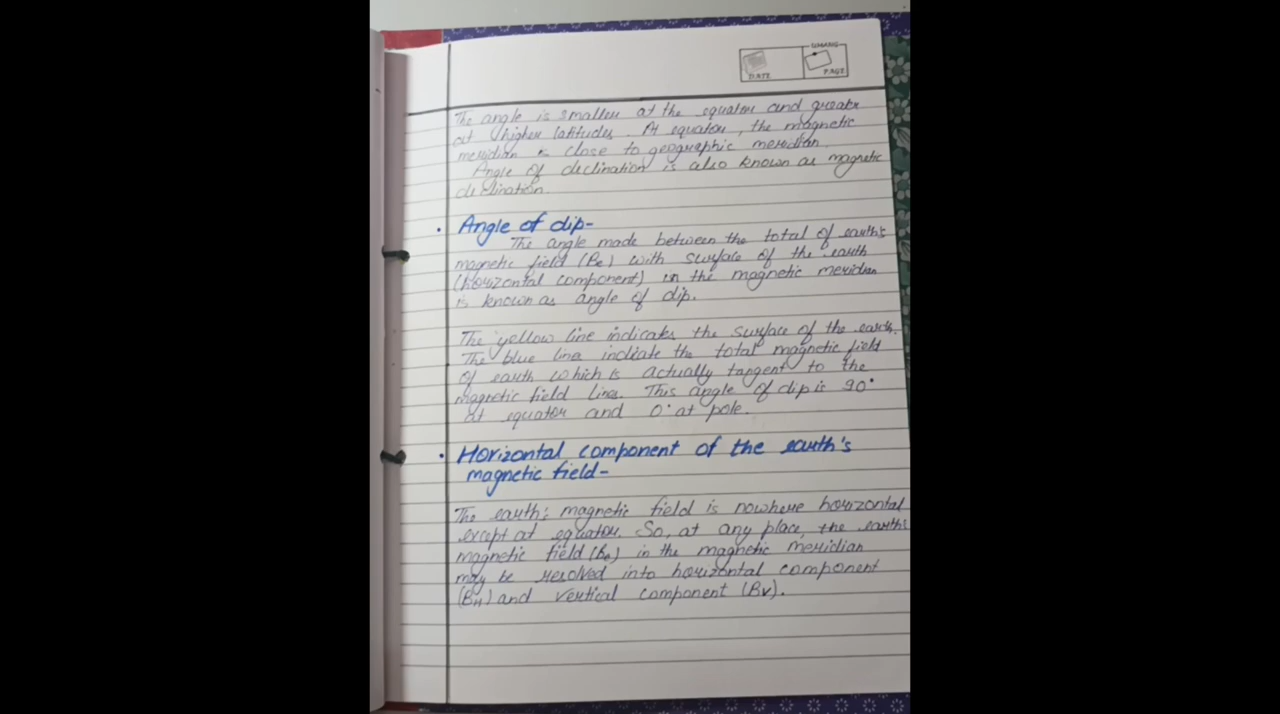 UMANG
DATE
PAGE
The angle is smaller at the equator and greater
at higher latitudes. At equator, the magnetic
meridian is close to geographic meridian.
Angle of declination is also known as magnetic
declination.
• Angle of dip-
The angle made between the total of earth's
magnetic field (Be) with surface of the earth
(horizontal component) in the magnetic meridian
is known as angle of dip.
The yellow line indicates the surface of the earth.
The blue line indicate the total magnetic field
of earth which is actually tangent to the
magnetic field lines. This angle of dip is 90°
at equator and 0° at pole.
• Horizontal component of the earth's
magnetic field-
The earth's magnetic field is nowhere horizontal
except at equator. So, at any place, the earth's
magnetic field (Be) in the magnetic meridian
may be resolved into horizontal component
(BH) and vertical component (Bv).